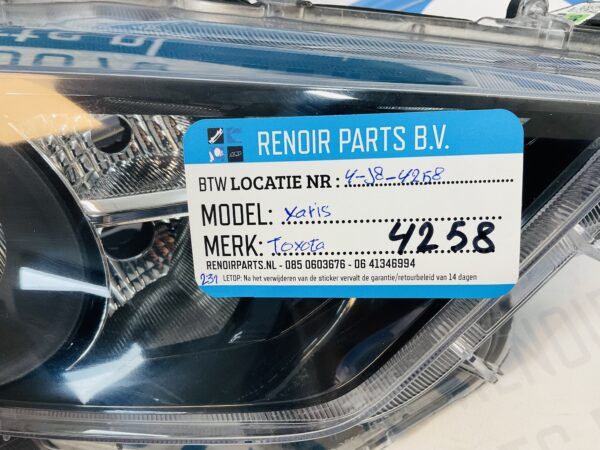 RENOIR PARTS B.V.
BTW LOCATIE NR: 4-J8-4258
MODEL: Yaris
MERK: Toyota 4258
RENOIRPARTS.NL - 085 0603676 - 06 41346994
231 LETOP: Na het verwijderen van de sticker vervalt de garantie/retourbeleid van 14 dagen
RENOIR